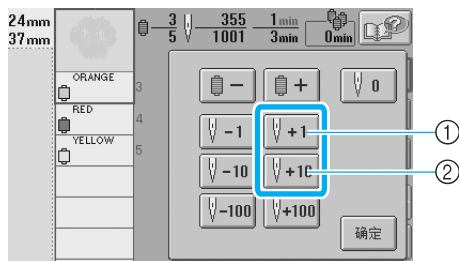 24mm
37mm
3
5
355
1001
1min
3min
0min
ORANGE
3
RED
4
YELLOW
5
−
+
0
−1
+1
①
−10
+10
②
−100
+100
确定